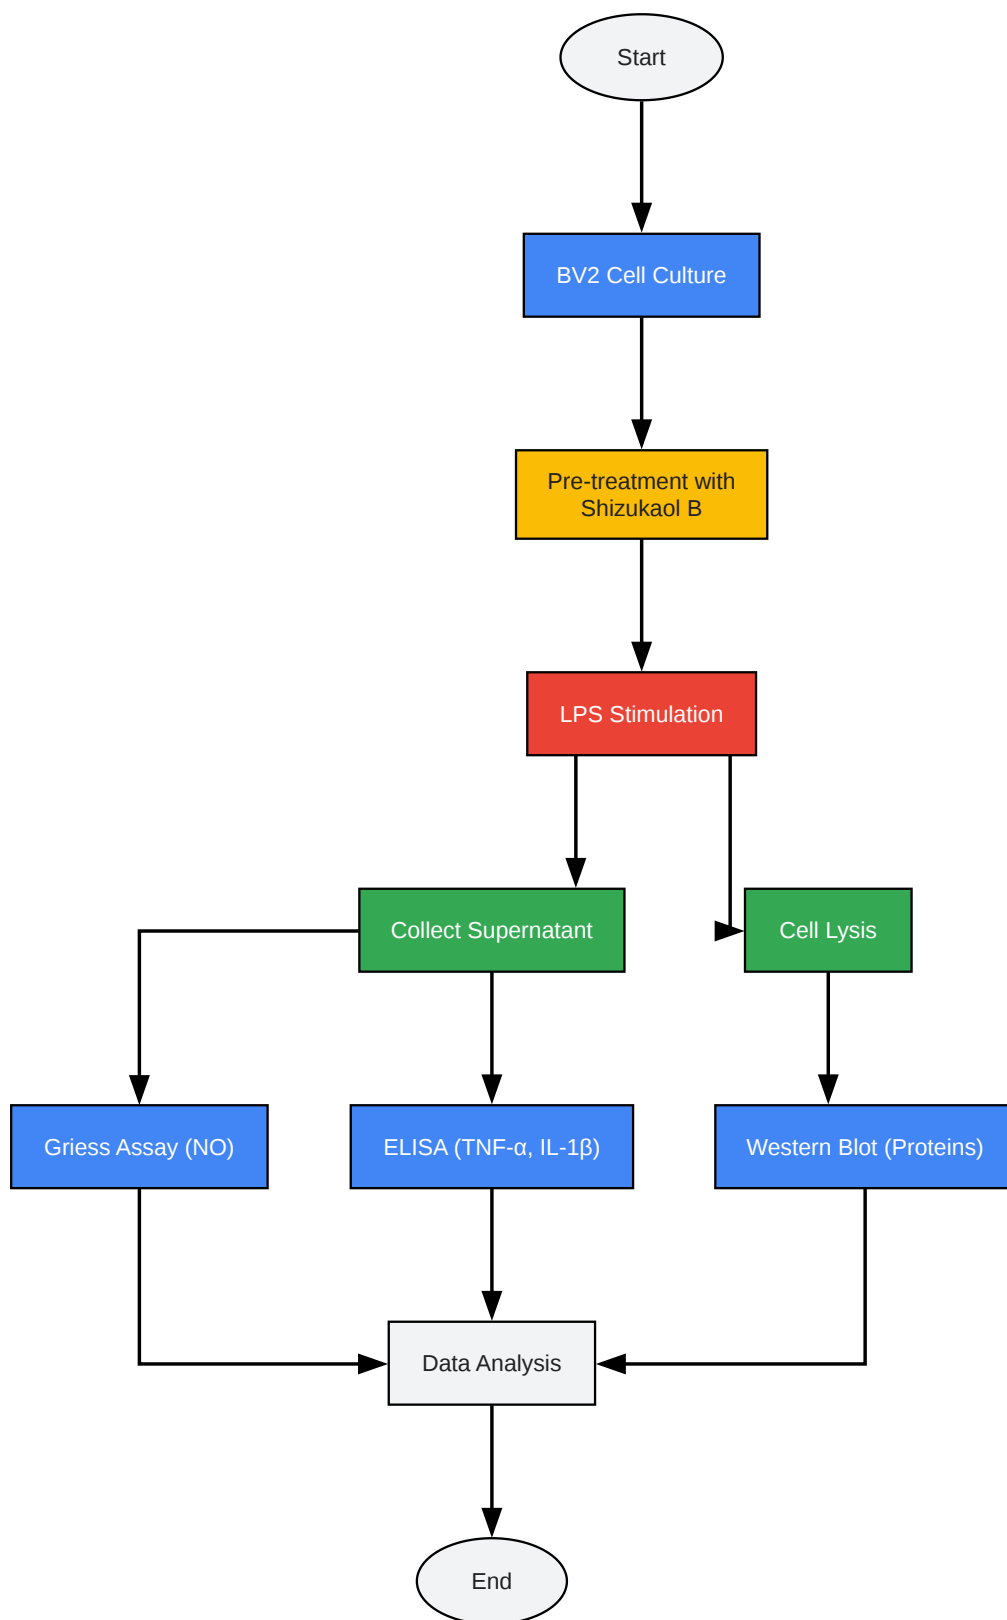 Start
BV2 Cell Culture
Pre-treatment with
Shizukaol B
LPS Stimulation
Collect Supernatant
Cell Lysis
Griess Assay (NO)
ELISA (TNF-α, IL-1β)
Western Blot (Proteins)
Data Analysis
End